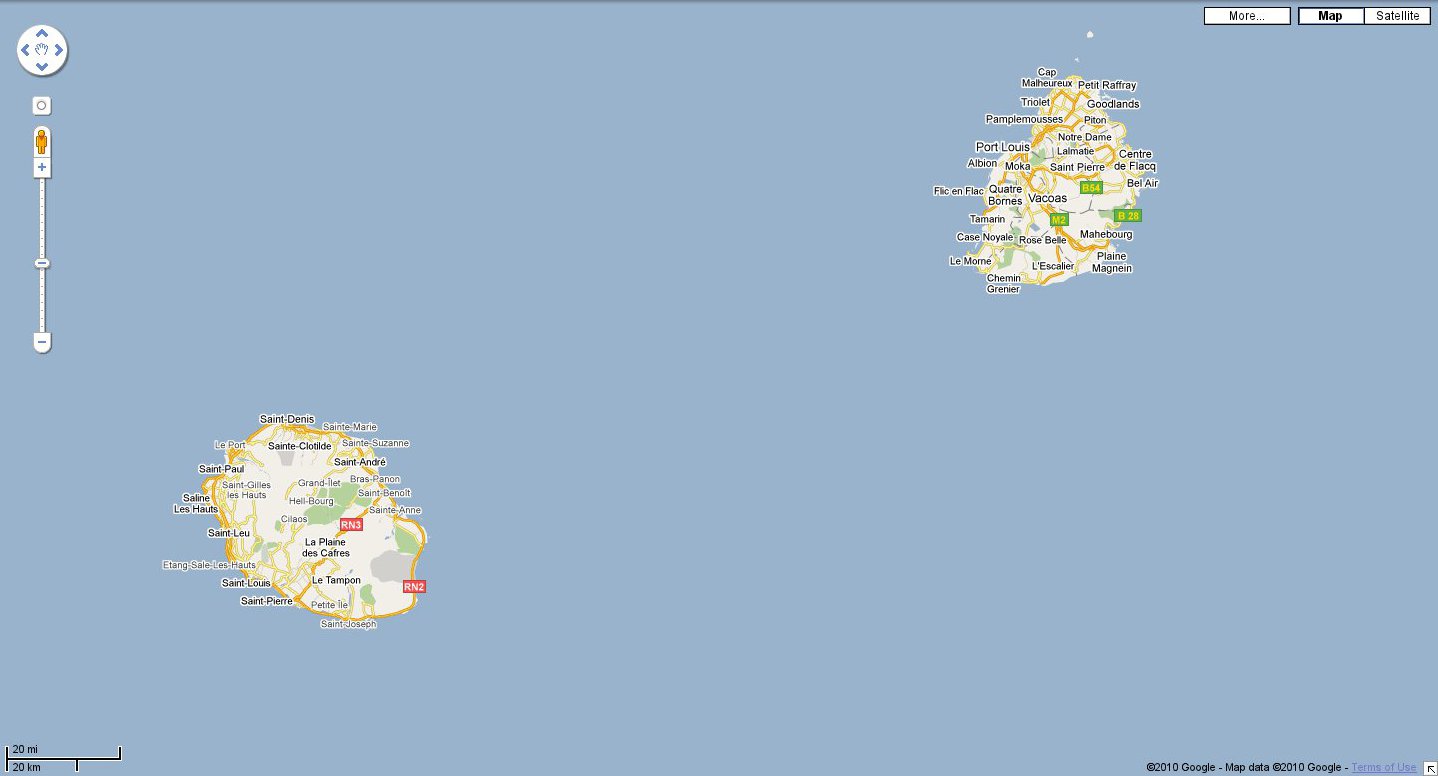 More...
Map
Satellite
Cap
Malheureux
Petit Raffray
Triolet
Goodlands
Pamplemousses
Piton
Notre Dame
Port Louis
Lalmatie
Centre
de Flacq
Albion
Moka
Saint Pierre
Bel Air
Flic en Flac
Quatre
Bornes
Vacoas
B54
Tamarin
M2
B 28
Case Noyale
Rose Belle
Mahebourg
Le Morne
L'Escalier
Plaine
Magnein
Chemin
Grenier
Saint-Denis
Sainte-Marie
Le Port
Sainte-Clotilde
Sainte-Suzanne
Saint-Paul
Saint-André
Saint-Gilles
les Hauts
Grand-Îlet
Bras-Panon
Saline
Les Hauts
Hell-Bourg
Saint-Benoît
Cilaos
RN3
Sainte-Anne
Saint-Leu
La Plaine
des Cafres
Etang-Sale-Les-Hauts
Saint-Louis
Le Tampon
RN2
Saint-Pierre
Petite Île
Saint-Joseph
20 mi
20 km
©2010 Google - Map data ©2010 Google - Terms of Use